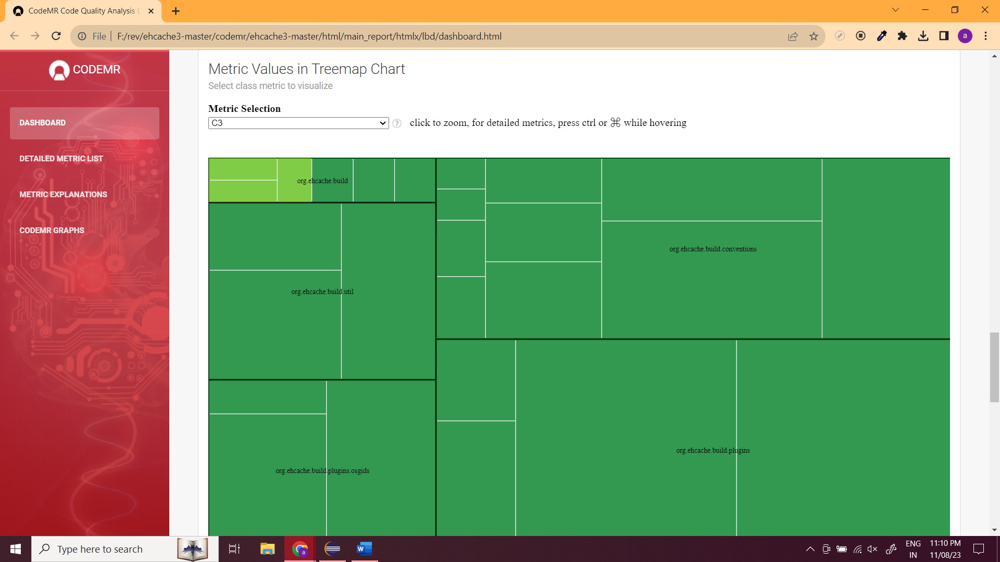 CodeMR Code Quality Analysis
File
F:/rev/ehcache3-master/codemr/ehcache3-master/html/main_report/htmlx/lbd/dashboard.html
a
CODEMR
DASHBOARD
DETAILED METRIC LIST
METRIC EXPLANATIONS
CODEMR GRAPHS
Metric Values in Treemap Chart
Select class metric to visualize
Metric Selection
C3
? click to zoom, for detailed metrics, press ctrl or ⌘ while hovering
org.ehcache.build
org.ehcache.build.conventions
org.ehcache.build.util
org.ehcache.build.plugins
org.ehcache.build.plugins.osgids
Type here to search
a
W
ENG
IN
11:10 PM
11/08/23